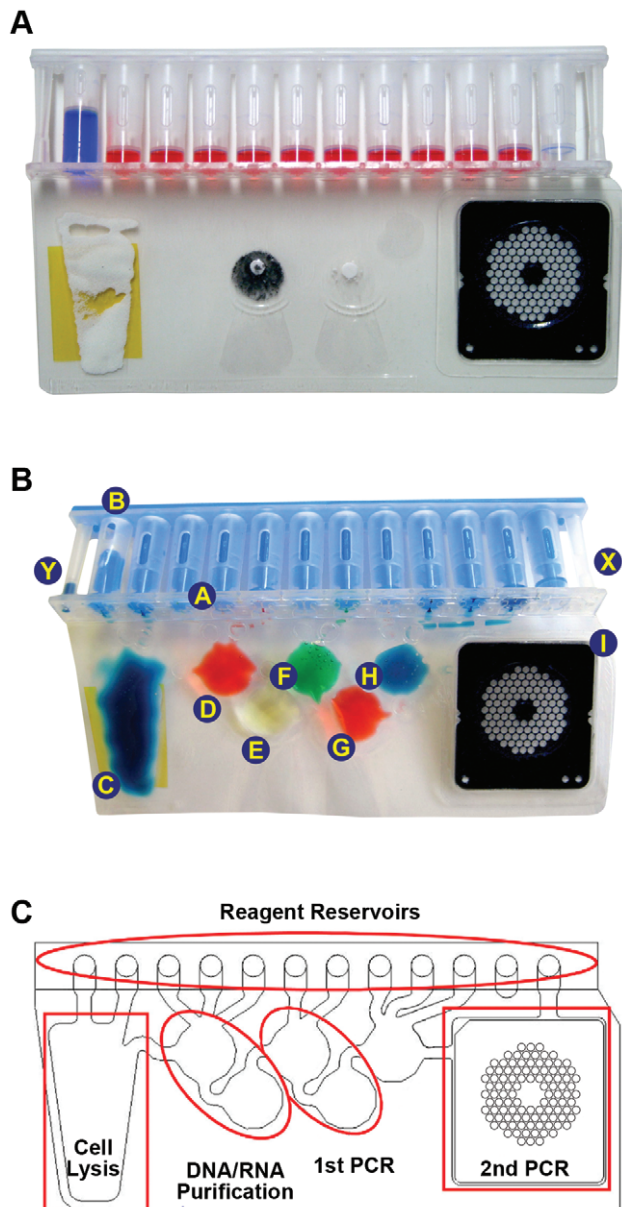 A
B
B
Y
X
A
I
F
H
D
E
G
C
C
Reagent Reservoirs
Cell
Lysis
DNA/RNA
Purification
1st PCR
2nd PCR